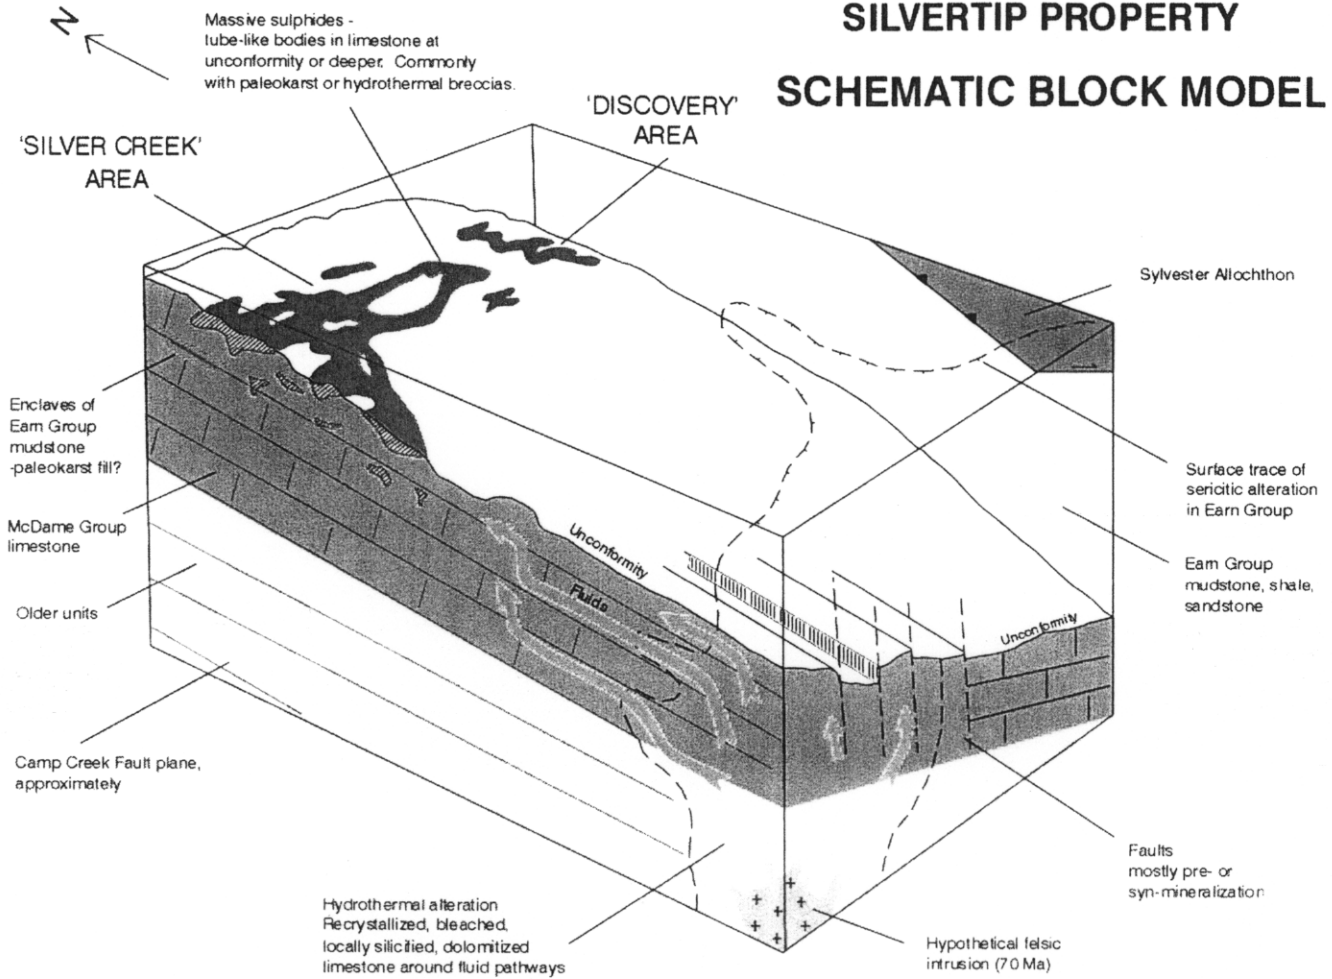 N
SILVERTIP PROPERTY
SCHEMATIC BLOCK MODEL
Massive sulphides -
tube-like bodies in limestone at
unconformity or deeper. Commonly
with paleokarst or hydrothermal breccias.
'DISCOVERY'
AREA
'SILVER CREEK'
AREA
Sylvester Allochthon
Enclaves of
Earn Group
mudstone
-paleokarst fill?
Surface trace of
sericitic alteration
in Earn Group
McDame Group
limestone
Unconformity
Fluids
Earn Group
mudstone, shale,
sandstone
Older units
Unconformity
Camp Creek Fault plane,
approximately
Faults
mostly pre- or
syn-mineralization
Hydrothermal alteration
Recrystallized, bleached,
locally silicified, dolomitized
limestone around fluid pathways
Hypothetical felsic
intrusion (70 Ma)